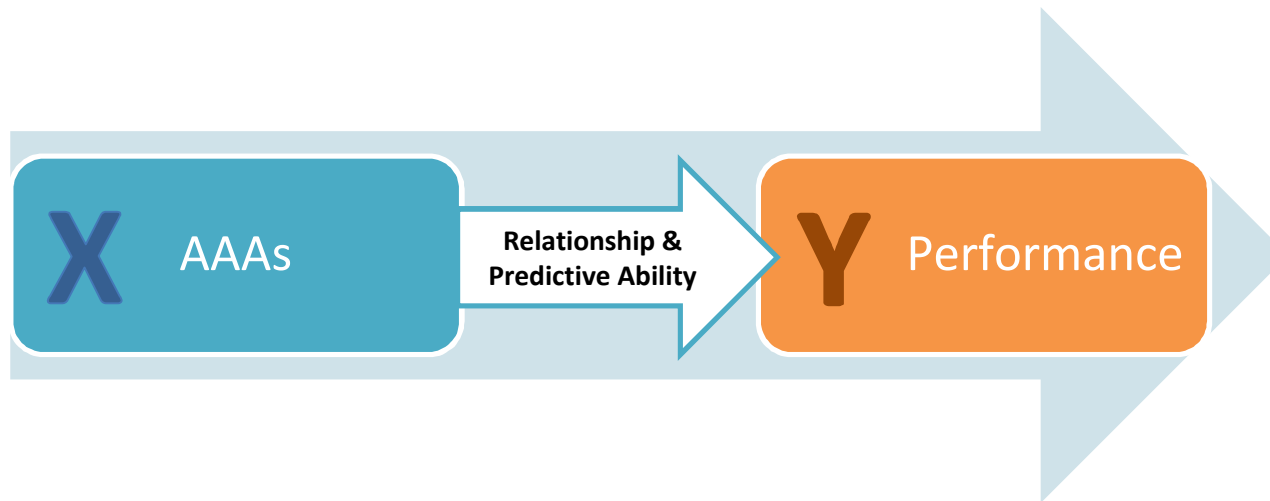 X AAAs
Relationship &
Predictive Ability
Y Performance